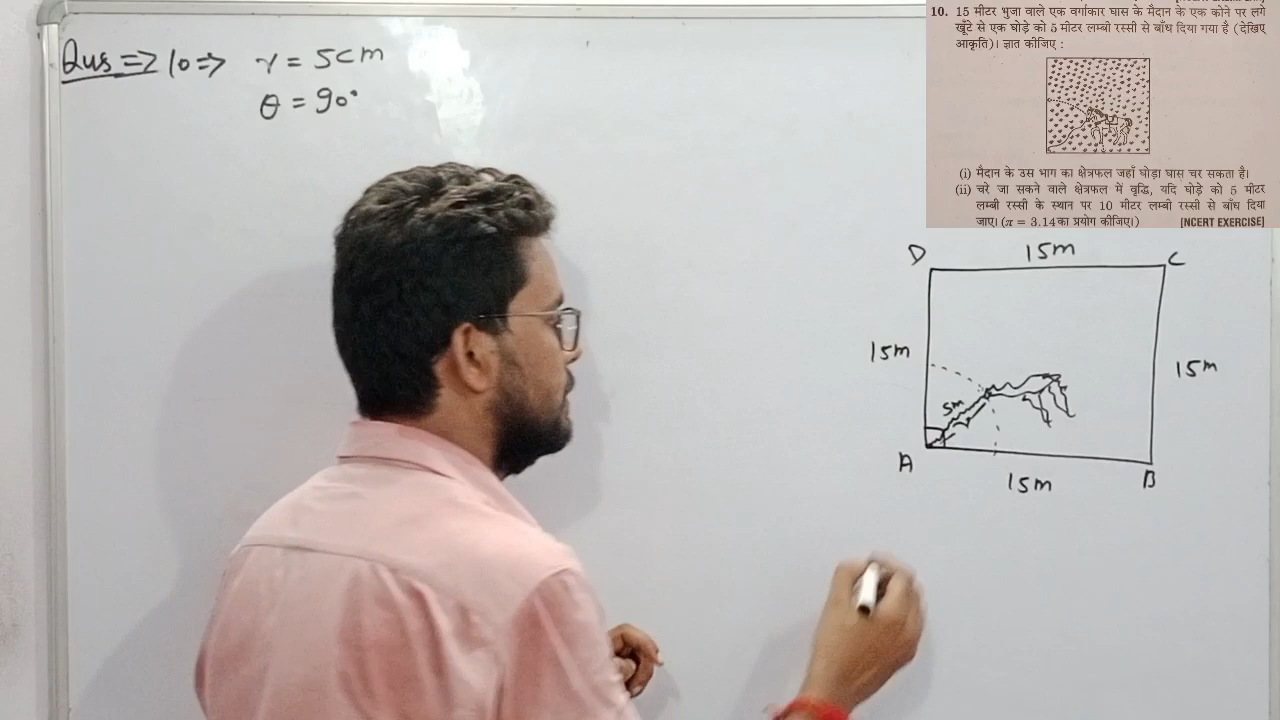 Qus => 10 => r = 5cm
θ = 90°
10. 15 मीटर भुजा वाले एक वर्गाकार घास के मैदान के एक कोने पर लगे
खूँटे से एक घोड़े को 5 मीटर लम्बी रस्सी से बाँध दिया गया है (देखिए
आकृति)। ज्ञात कीजिए :
(i) मैदान के उस भाग का क्षेत्रफल जहाँ घोड़ा घास चर सकता है।
(ii) चरे जा सकने वाले क्षेत्रफल में वृद्धि, यदि घोड़े को 5 मीटर
लम्बी रस्सी के स्थान पर 10 मीटर लम्बी रस्सी से बाँध दिया
जाए। (π = 3.14 का प्रयोग कीजिए।) [NCERT EXERCISE]
D 15m C
15m 15m
5m
A 15m B